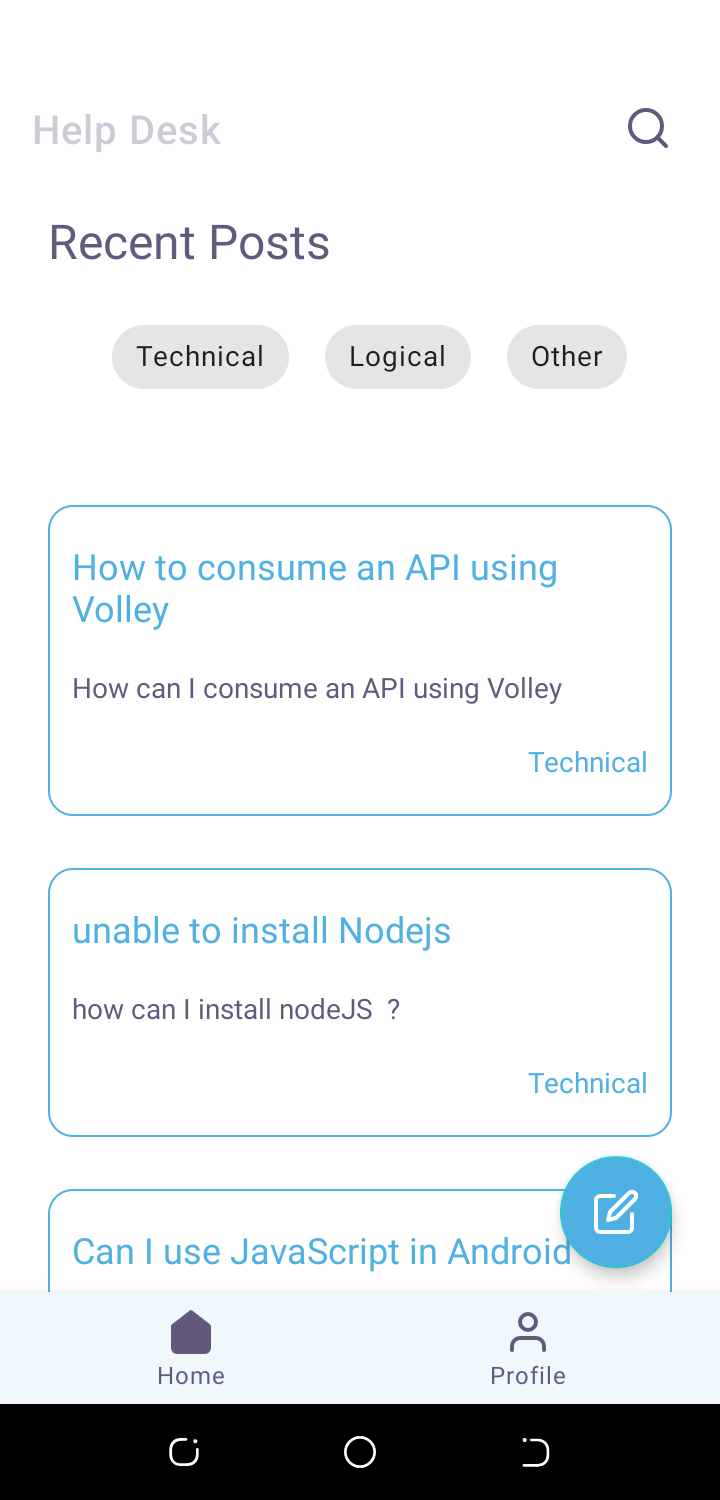 Help Desk
Recent Posts
Technical Logical Other
How to consume an API using
Volley
How can I consume an API using Volley
Technical
unable to install Nodejs
how can I install nodeJS  ?
Technical
Can I use JavaScript in Android
Home Profile